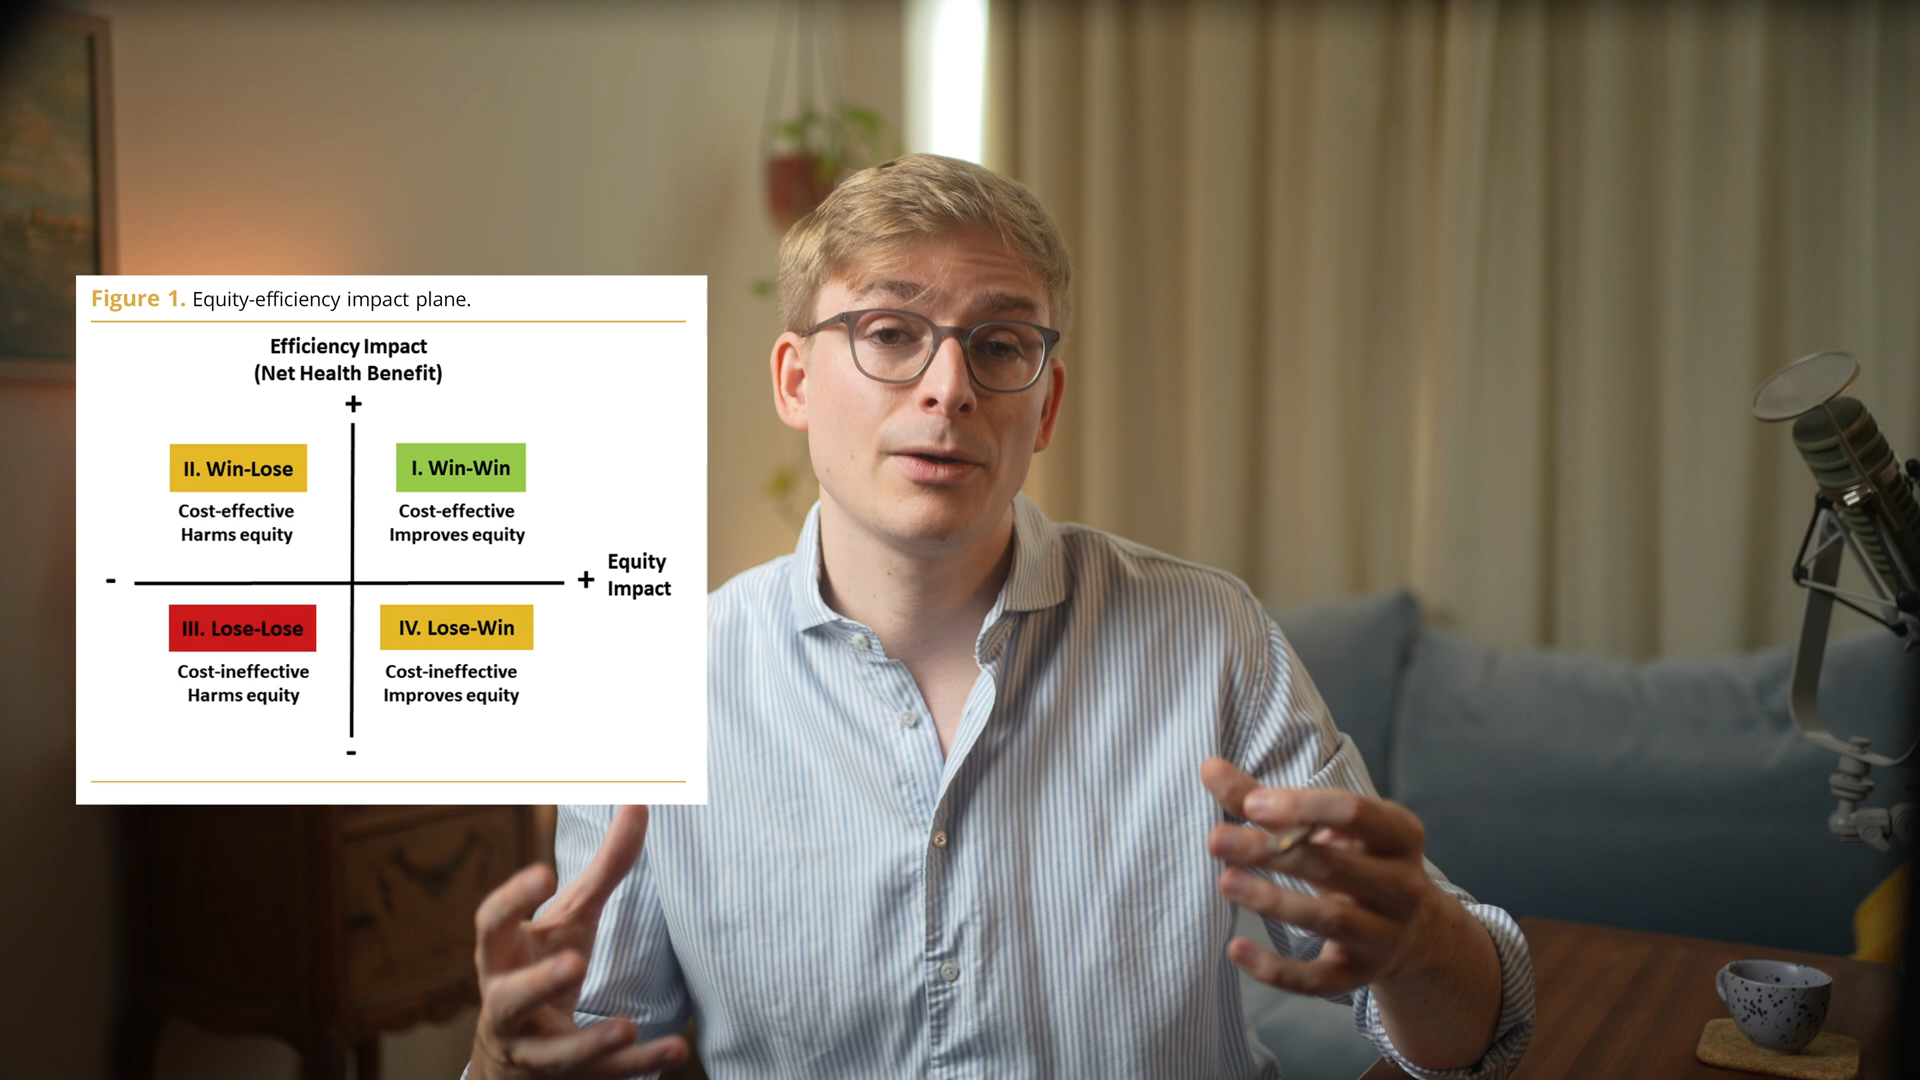 Figure 1. Equity-efficiency impact plane.
Efficiency Impact
(Net Health Benefit)
+
II. Win-Lose
I. Win-Win
Cost-effective
Harms equity
Cost-effective
Improves equity
-
+
Equity
Impact
III. Lose-Lose
IV. Lose-Win
Cost-ineffective
Harms equity
Cost-ineffective
Improves equity
-